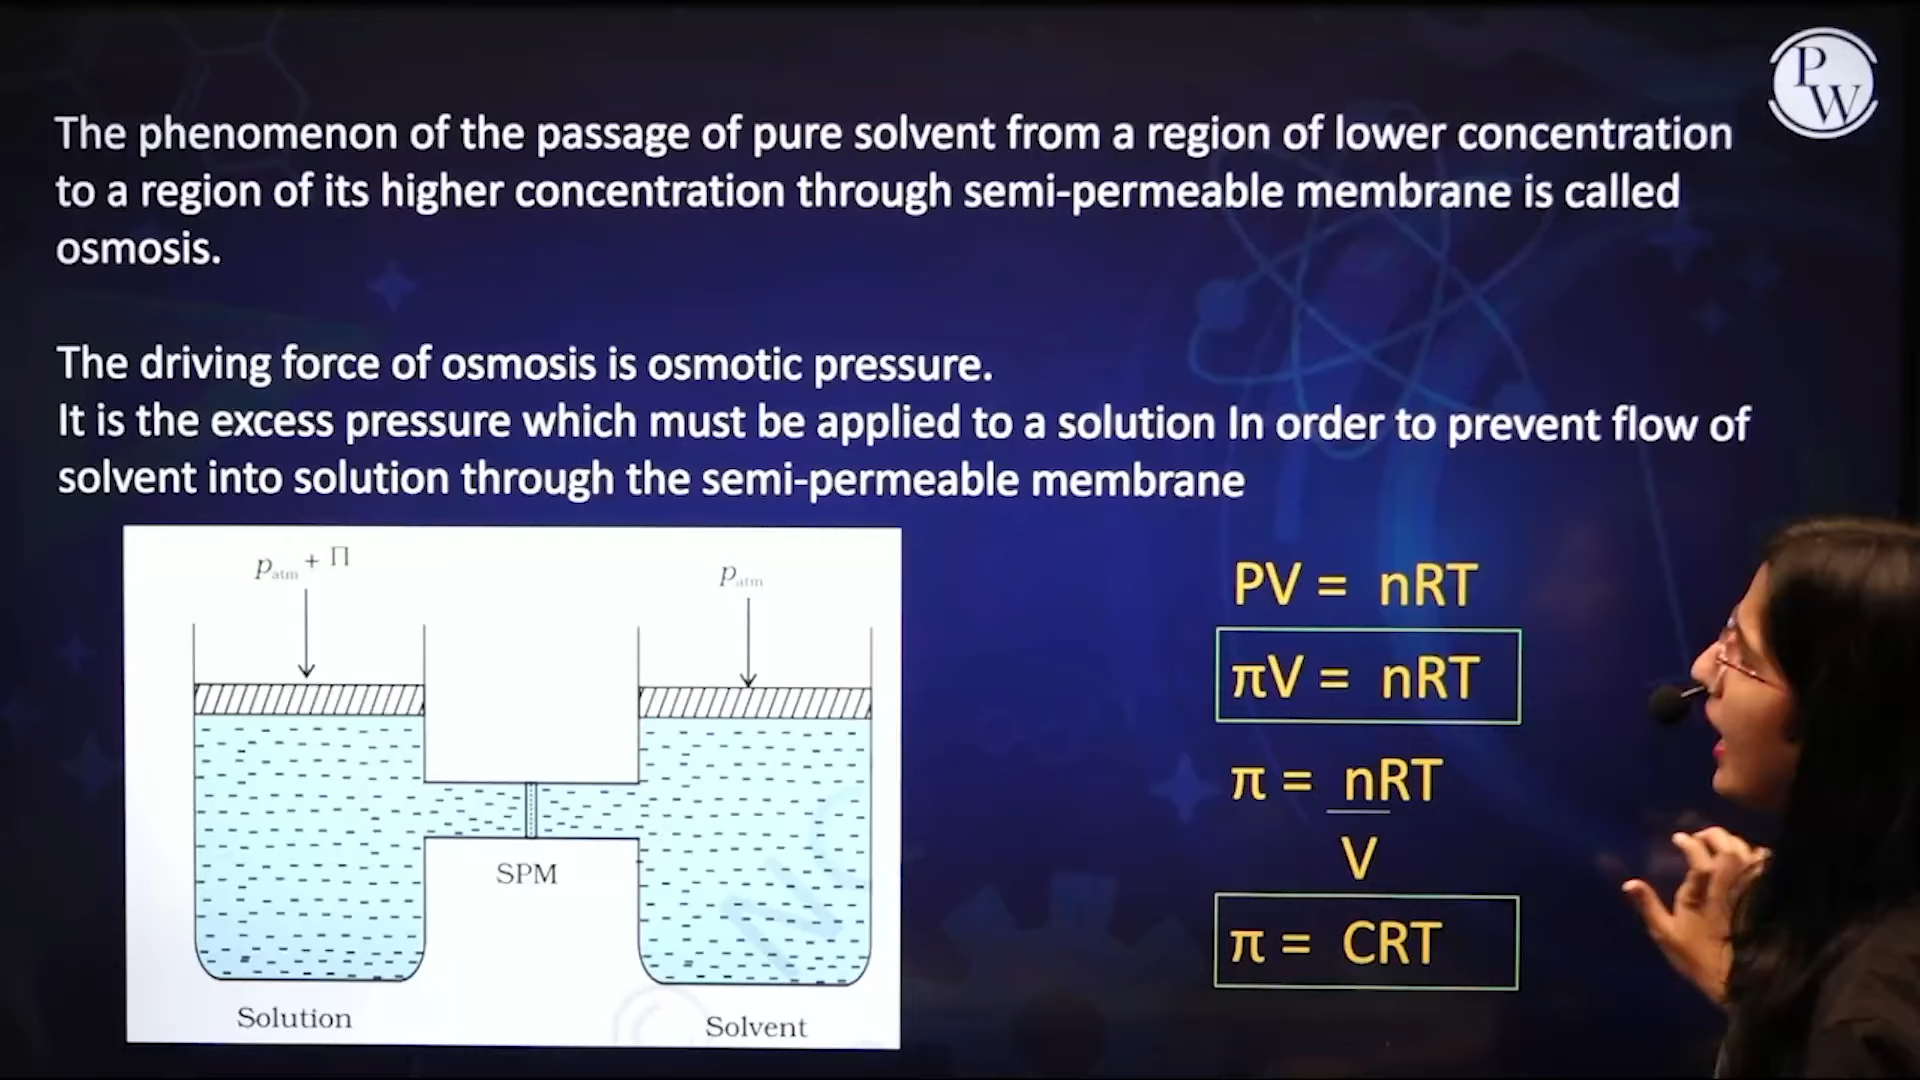 PW
The phenomenon of the passage of pure solvent from a region of lower concentration
to a region of its higher concentration through semi-permeable membrane is called
osmosis.
The driving force of osmosis is osmotic pressure.
It is the excess pressure which must be applied to a solution In order to prevent flow of
solvent into solution through the semi-permeable membrane
p_atm + Π
p_atm
SPM
Solution
Solvent
PV = nRT
πV = nRT
π = nRT
V
π = CRT